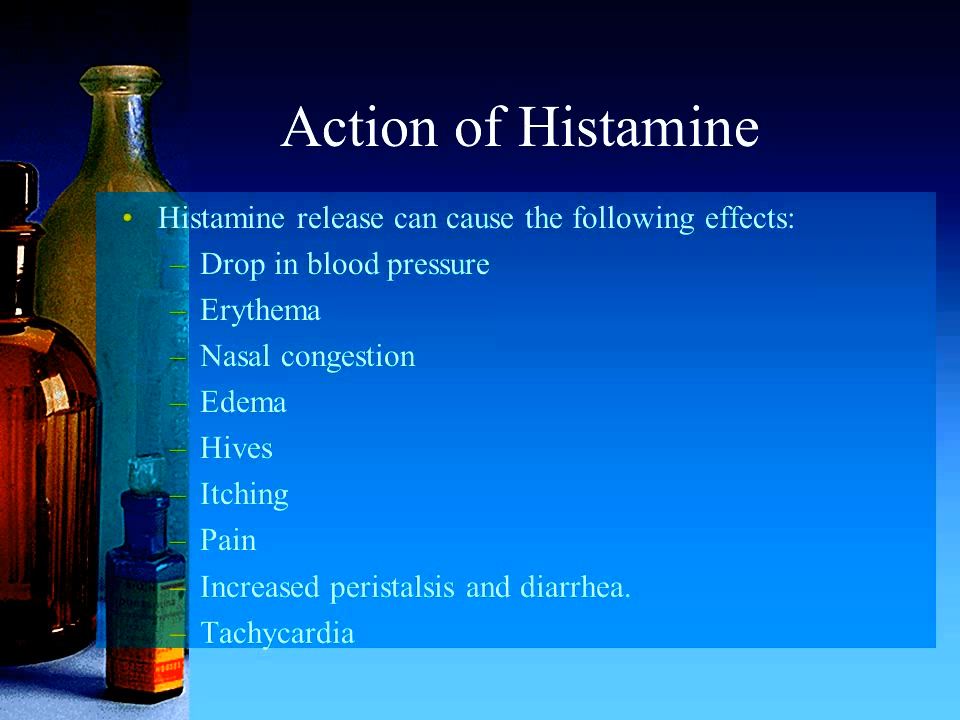 Action of Histamine
• Histamine release can cause the following effects:
– Drop in blood pressure
– Erythema
– Nasal congestion
– Edema
– Hives
– Itching
– Pain
– Increased peristalsis and diarrhea.
– Tachycardia